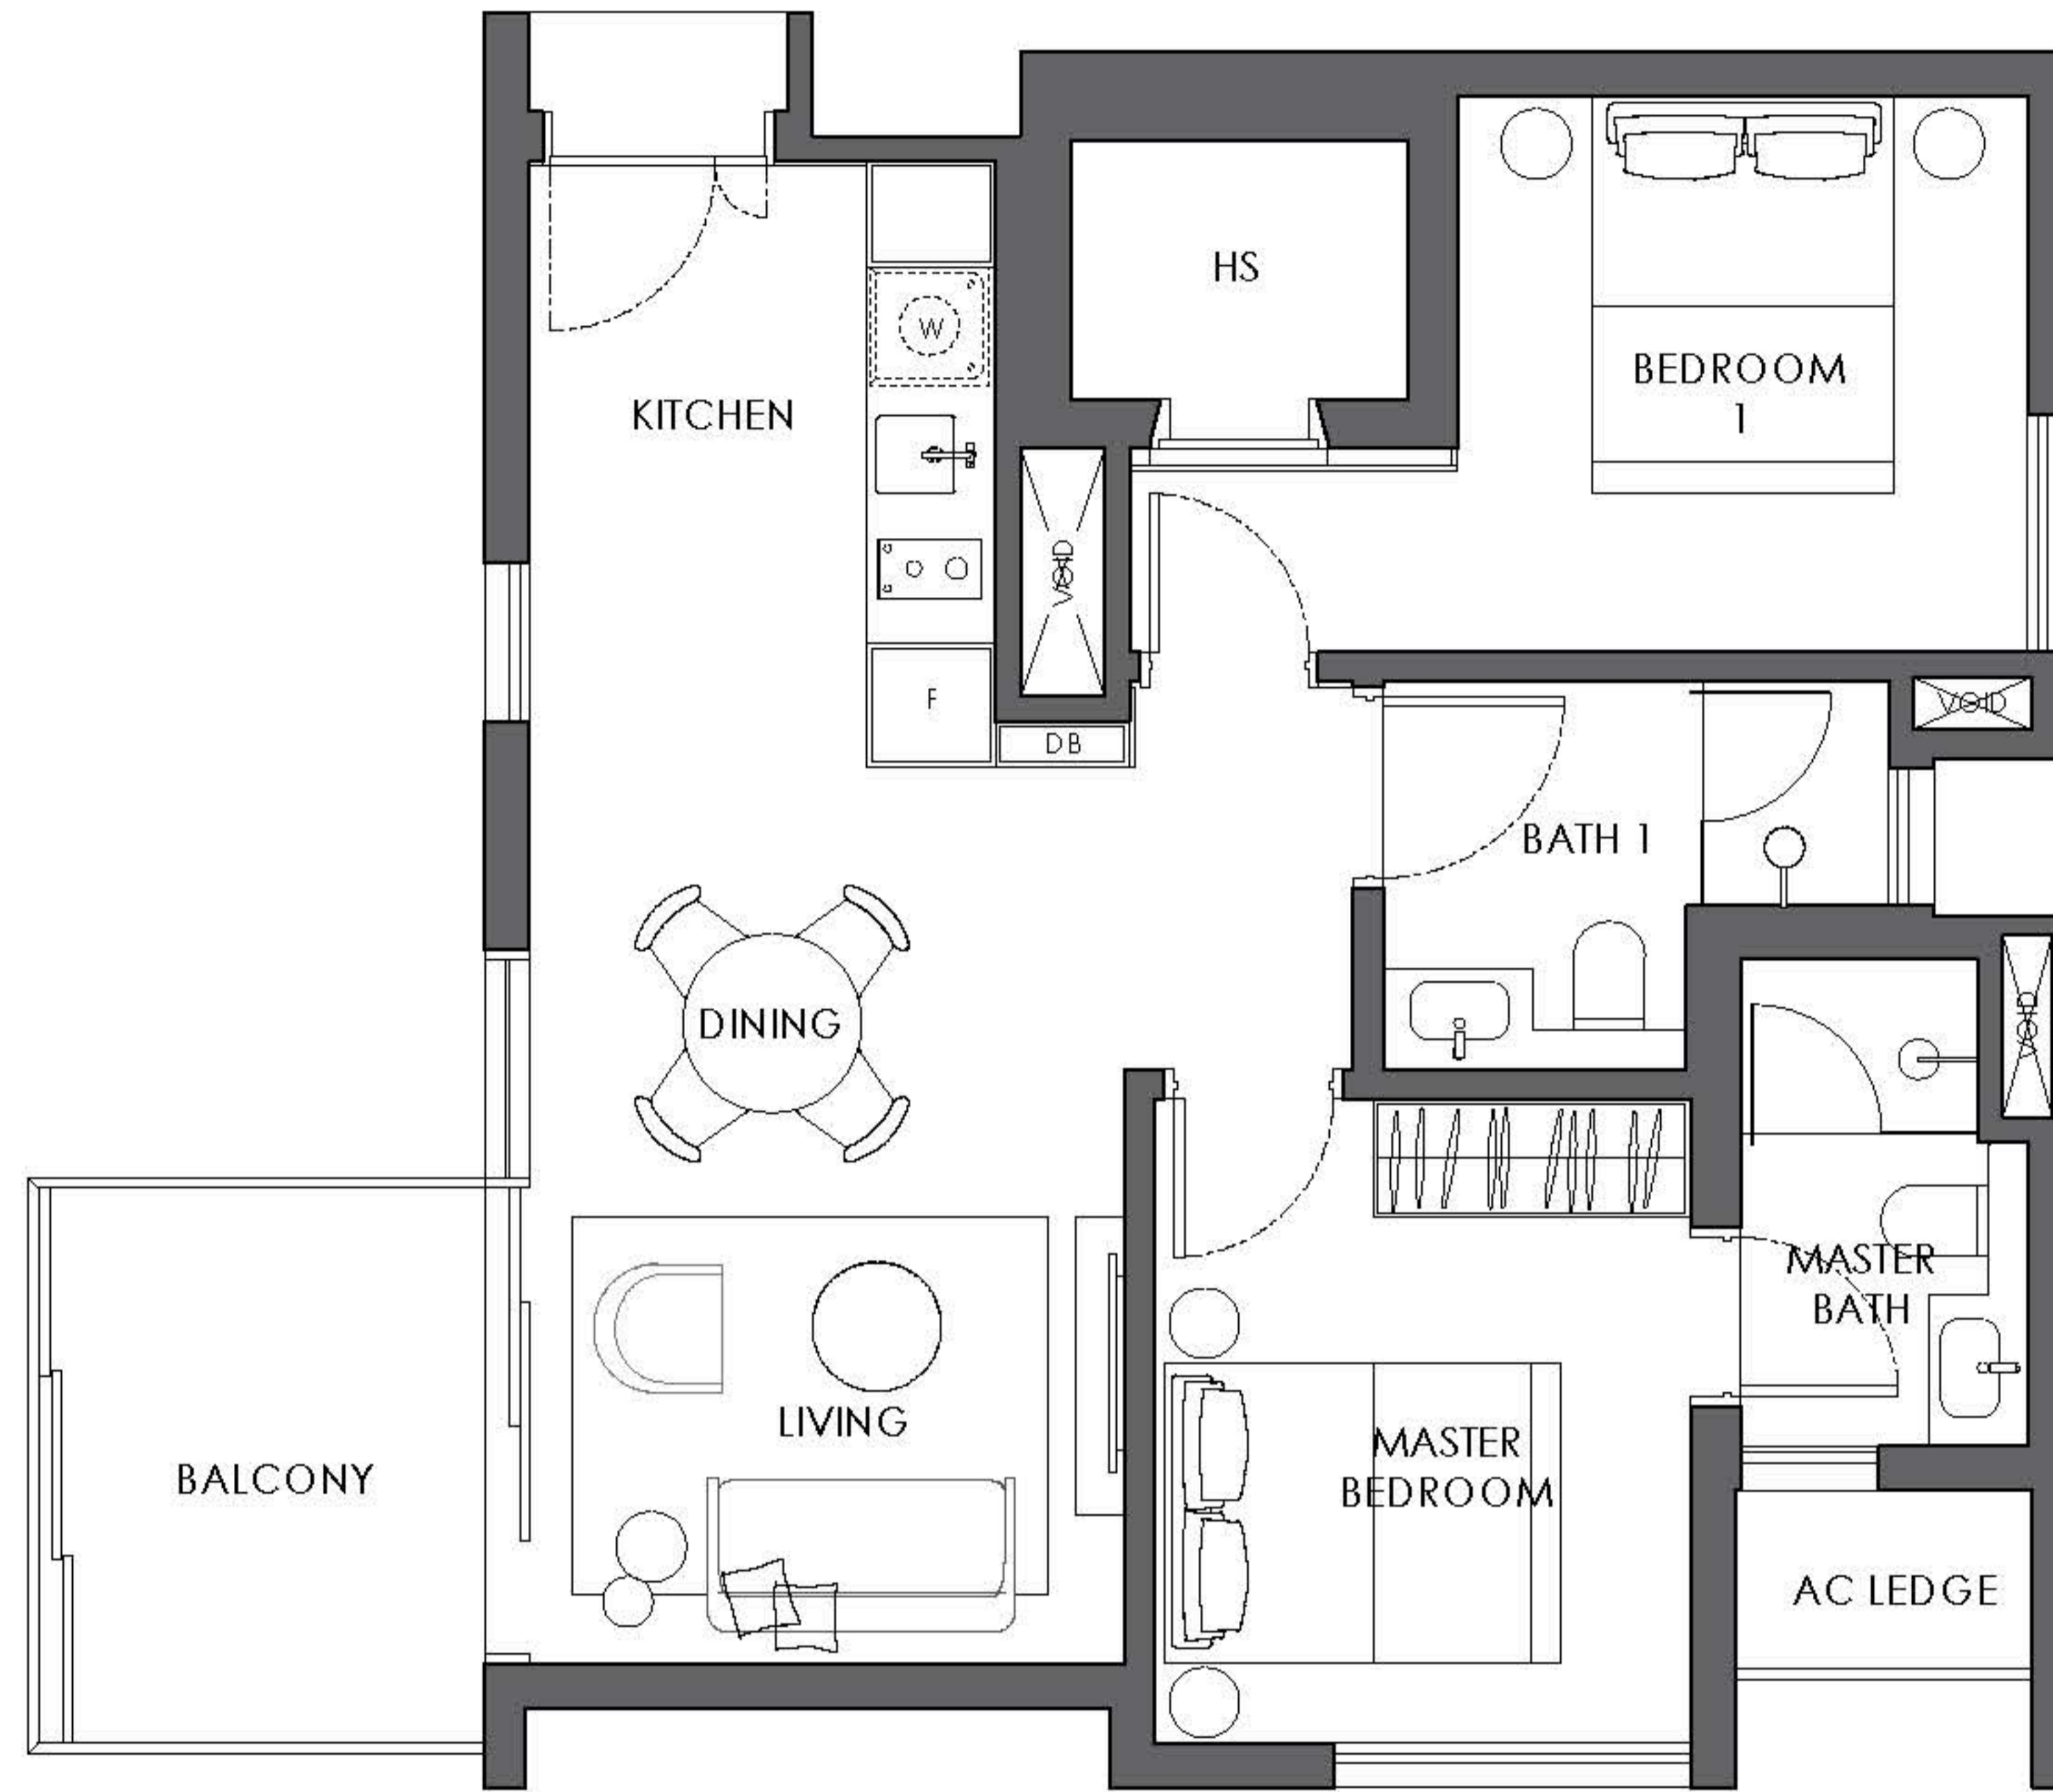 HS
W
BEDROOM
1
KITCHEN
VOID
F
VOID
DB
BATH 1
DINING
VOID
MASTER
BATH
LIVING
MASTER
BEDROOM
BALCONY
AC LEDGE